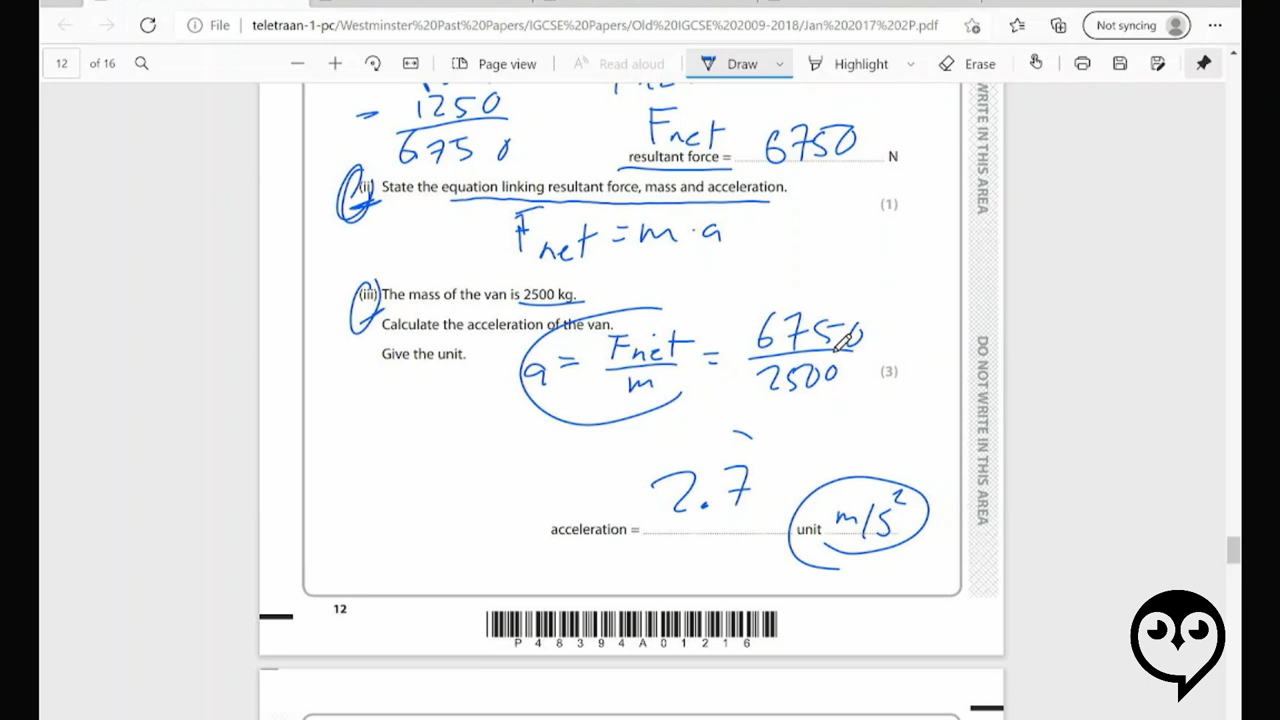 File teletraan-1-pc/Westminster%20Past%20Papers/IGCSE%20Papers/Old%20IGCSE%202009-2018/Jan%202017%202P.pdf Not syncing
12 of 16 Page view Read aloud Draw Highlight Erase
= 1250
6750
Fnet
resultant force = 6750 N
(ii) State the equation linking resultant force, mass and acceleration.
(1)
Fnet = m · a
(iii) The mass of the van is 2500 kg.
Calculate the acceleration of the van.
Give the unit.
a = Fnet / m = 6750 / 2500
(3)
2.7
acceleration = unit m/s²
12
P 4 8 3 9 4 A 0 1 2 1 6
WRITE IN THIS AREA
DO NOT WRITE IN THIS AREA